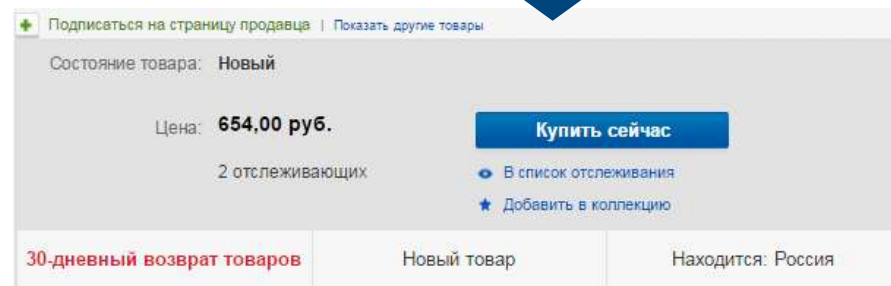 Подписаться на страницу продавца | Показать другие товары
Состояние товара: Новый
Цена: 654,00 руб.
Купить сейчас
2 отслеживающих
В список отслеживания
Добавить в коллекцию
30-дневный возврат товаров
Новый товар
Находится: Россия